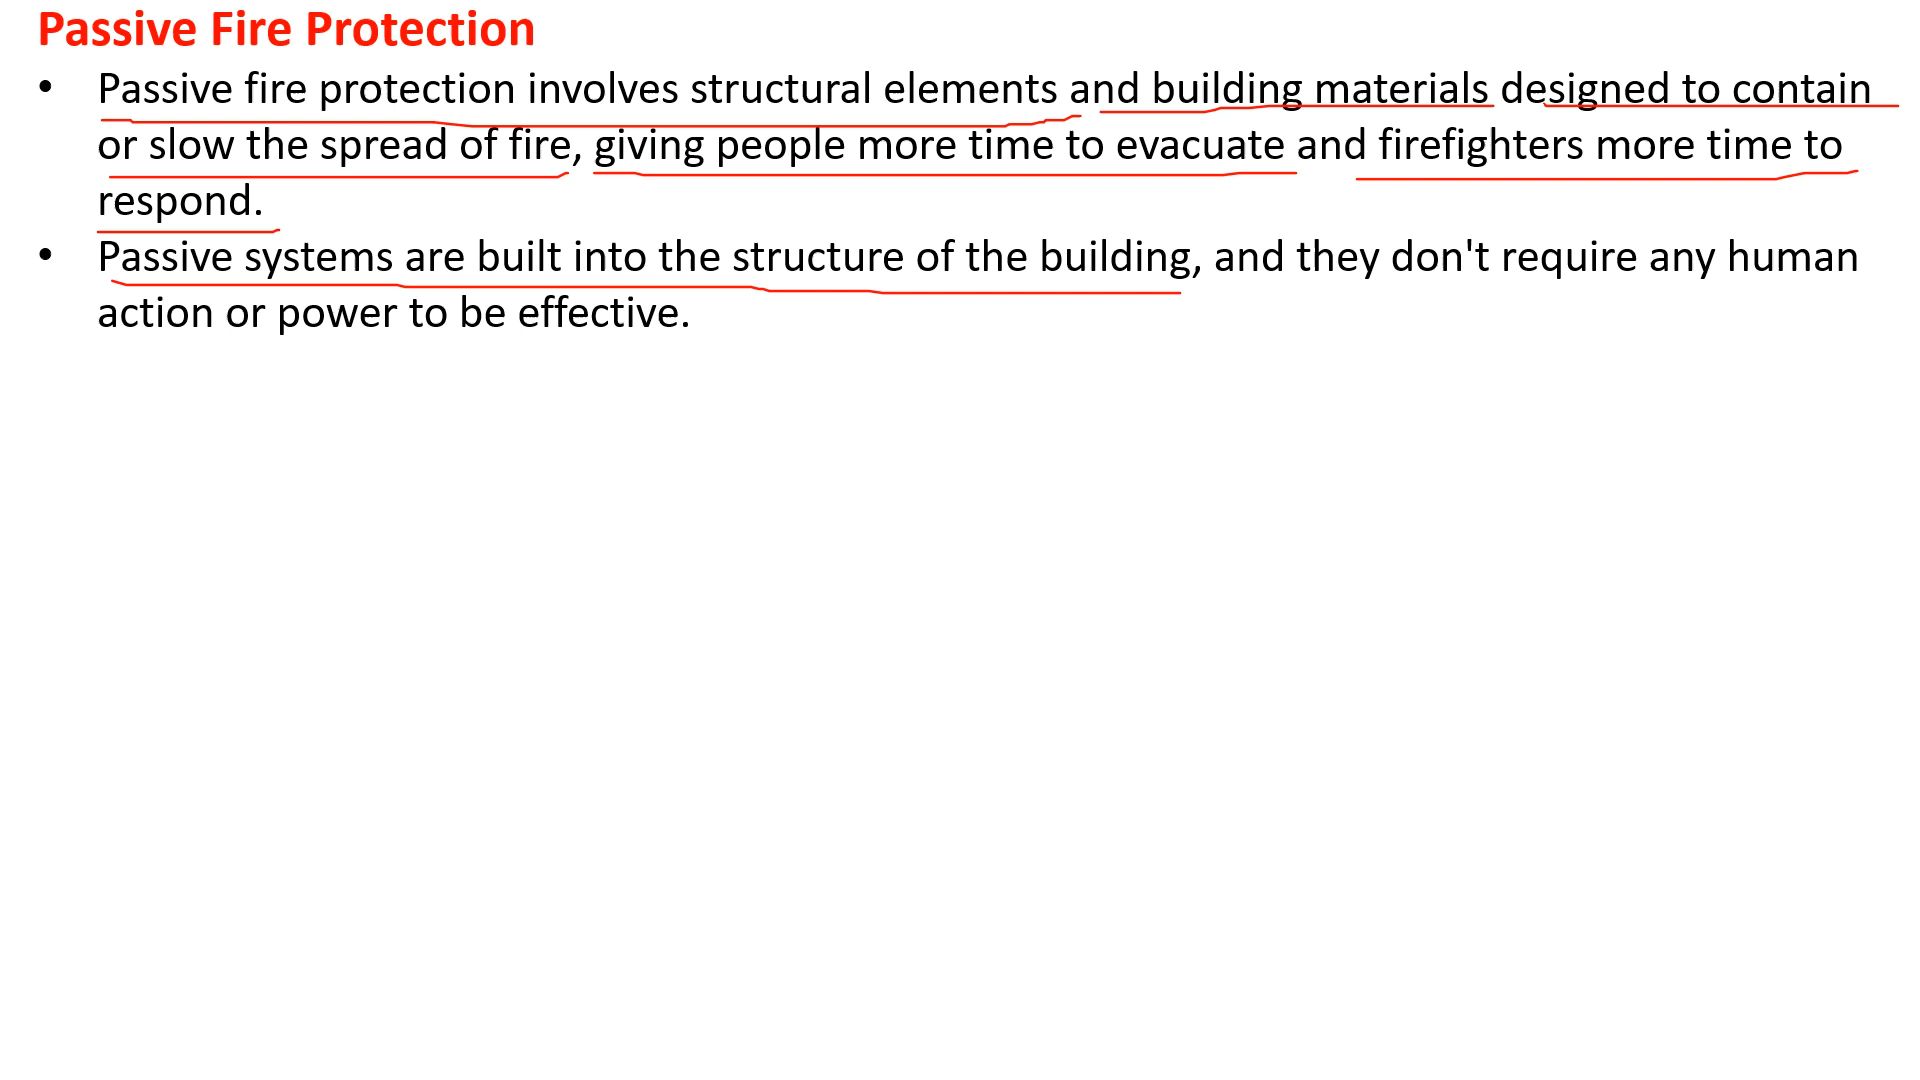 Passive Fire Protection
• Passive fire protection involves structural elements and building materials designed to contain
or slow the spread of fire, giving people more time to evacuate and firefighters more time to
respond.
• Passive systems are built into the structure of the building, and they don't require any human
action or power to be effective.